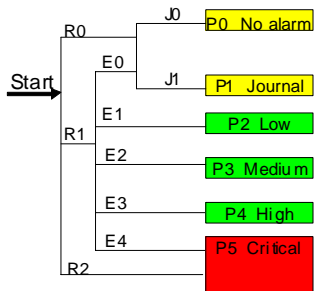 J0
P0 No alarm
R0
E0
Start
J1
P1 Journal
E1
P2 Low
R1
E2
P3 Medium
E3
P4 High
E4
P5 Critical
R2